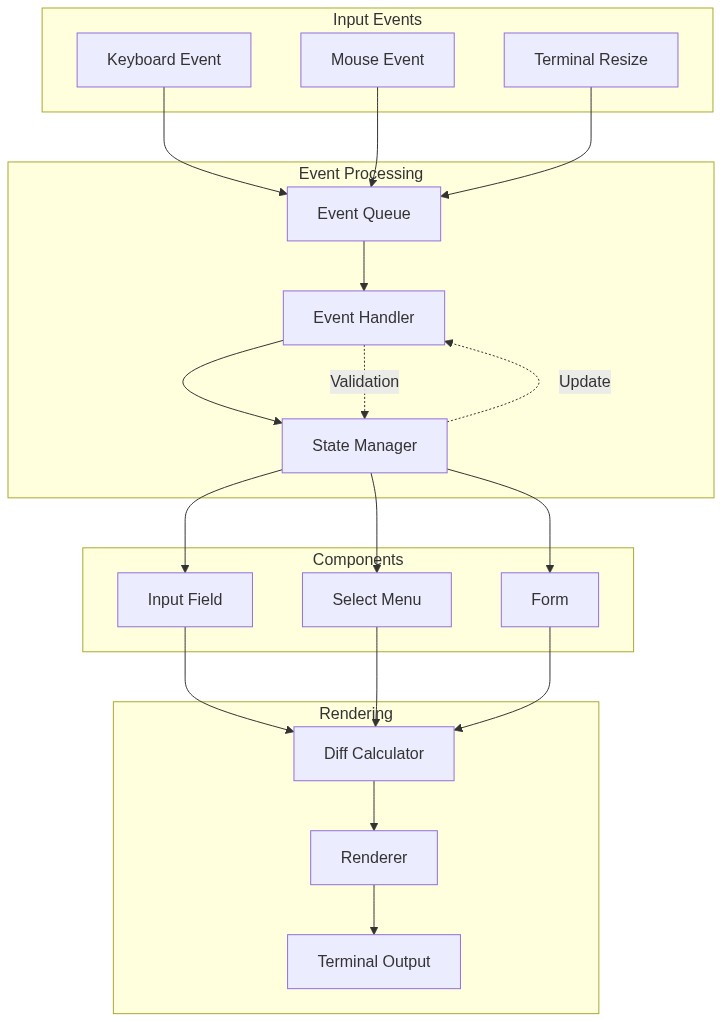 Input Events
Keyboard Event
Mouse Event
Terminal Resize
Event Processing
Event Queue
Event Handler
Validation
Update
State Manager
Components
Input Field
Select Menu
Form
Rendering
Diff Calculator
Renderer
Terminal Output